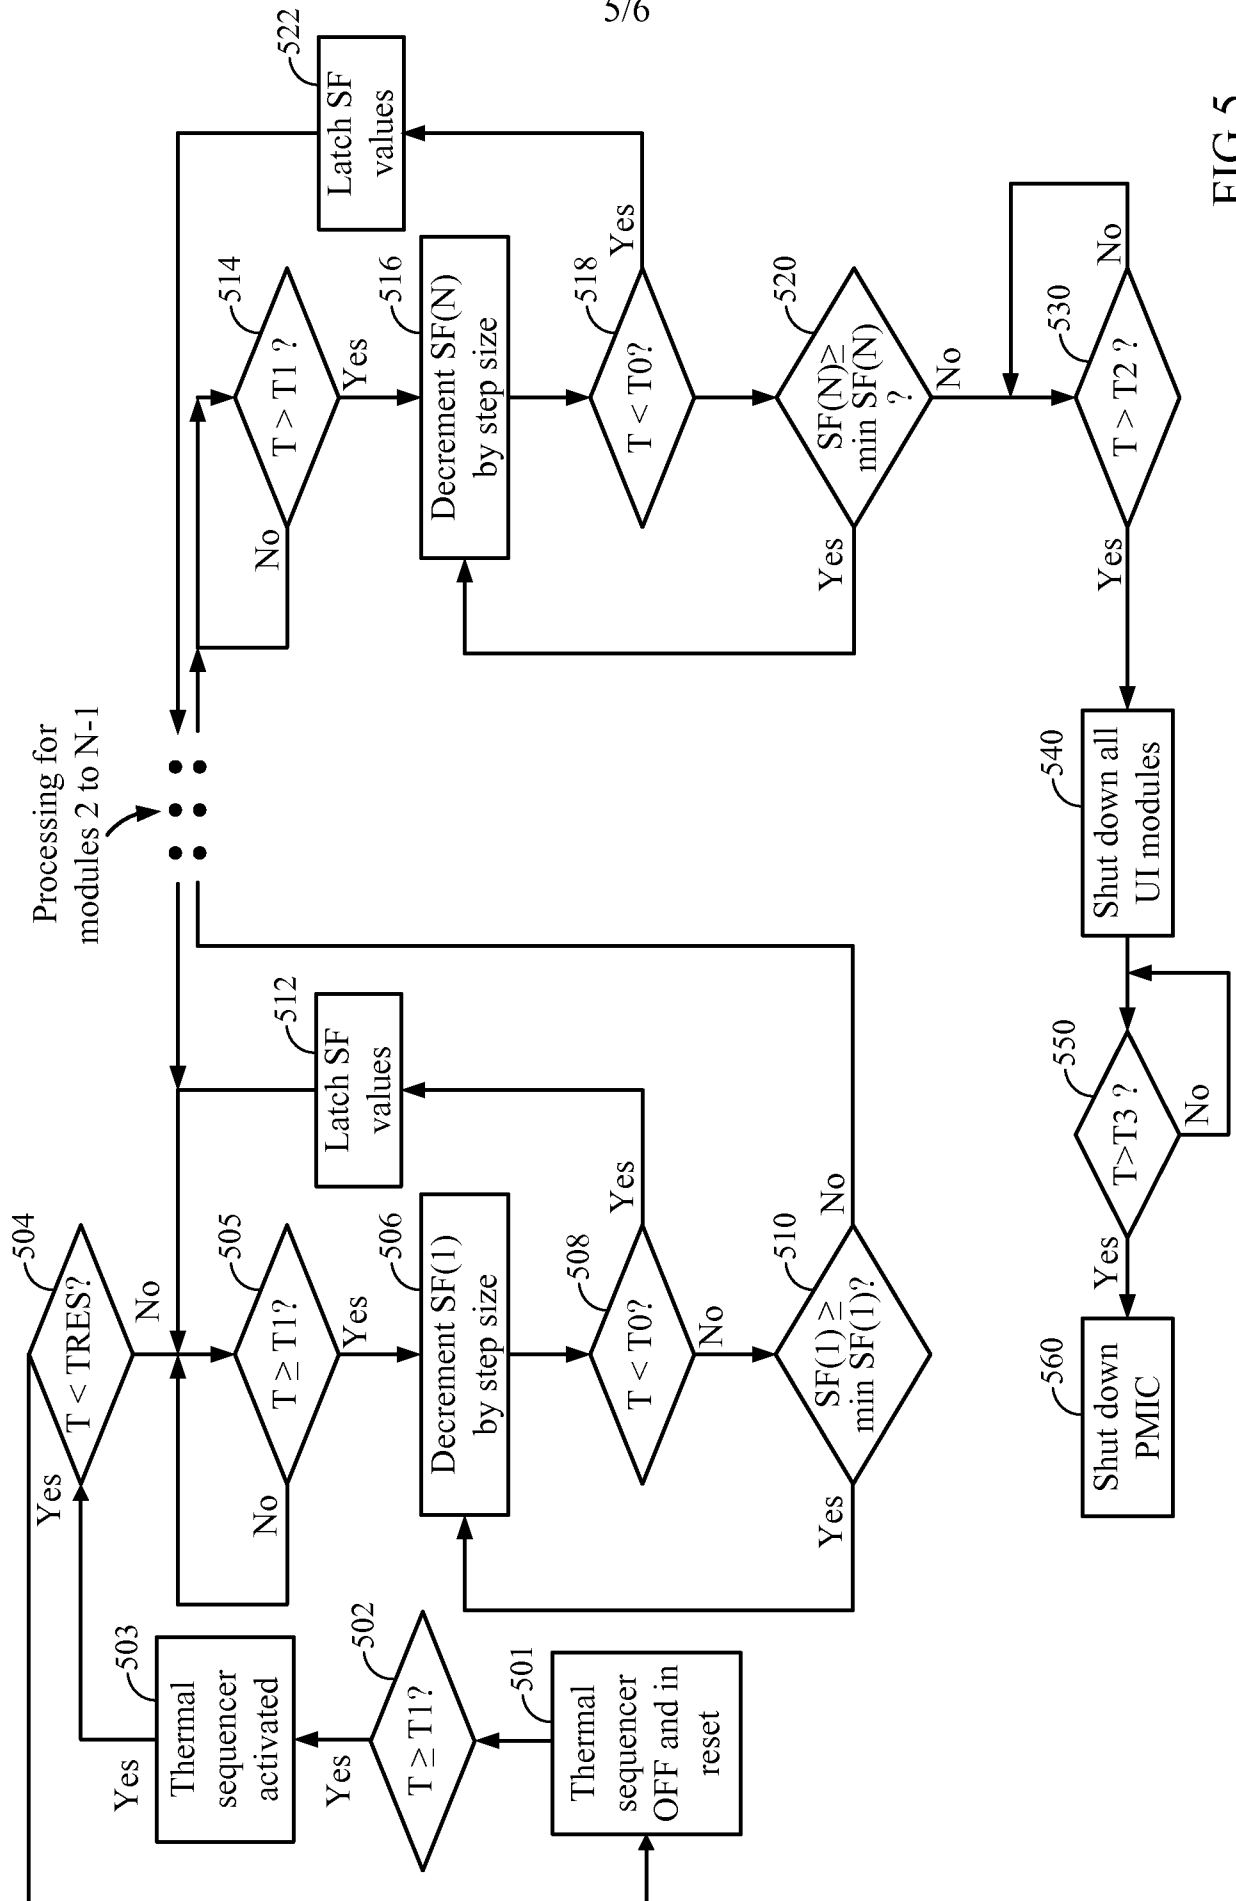 5/6
Thermal
sequencer
OFF and in
reset
501
T ≥ T1?
502
Yes
Thermal
sequencer
activated
503
Yes
T < TRES?
504
Yes
No
T ≥ T1?
505
No
Yes
Decrement SF(1)
by step size
506
T < T0?
508
Yes
No
SF(1) ≥
min SF(1)?
510
Yes
No
Latch SF
values
512
Processing for
modules 2 to N-1
T > T1 ?
514
No
Yes
Decrement SF(N)
by step size
516
T < T0?
518
Yes
SF(N)≥
min SF(N)
?
520
Yes
No
Latch SF
values
522
T > T2 ?
530
No
Yes
Shut down all
UI modules
540
T>T3 ?
550
No
Yes
Shut down
PMIC
560
FIG 5